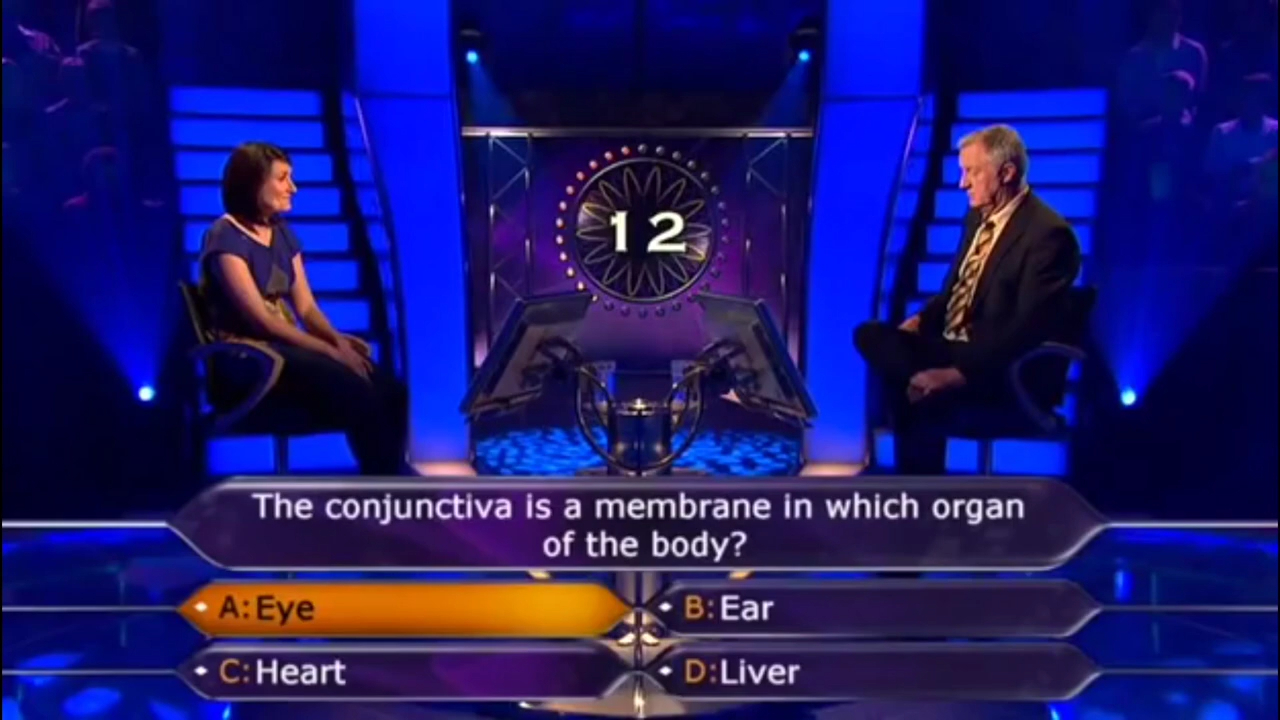 12
The conjunctiva is a membrane in which organ
of the body?
A: Eye
B: Ear
C: Heart
D: Liver